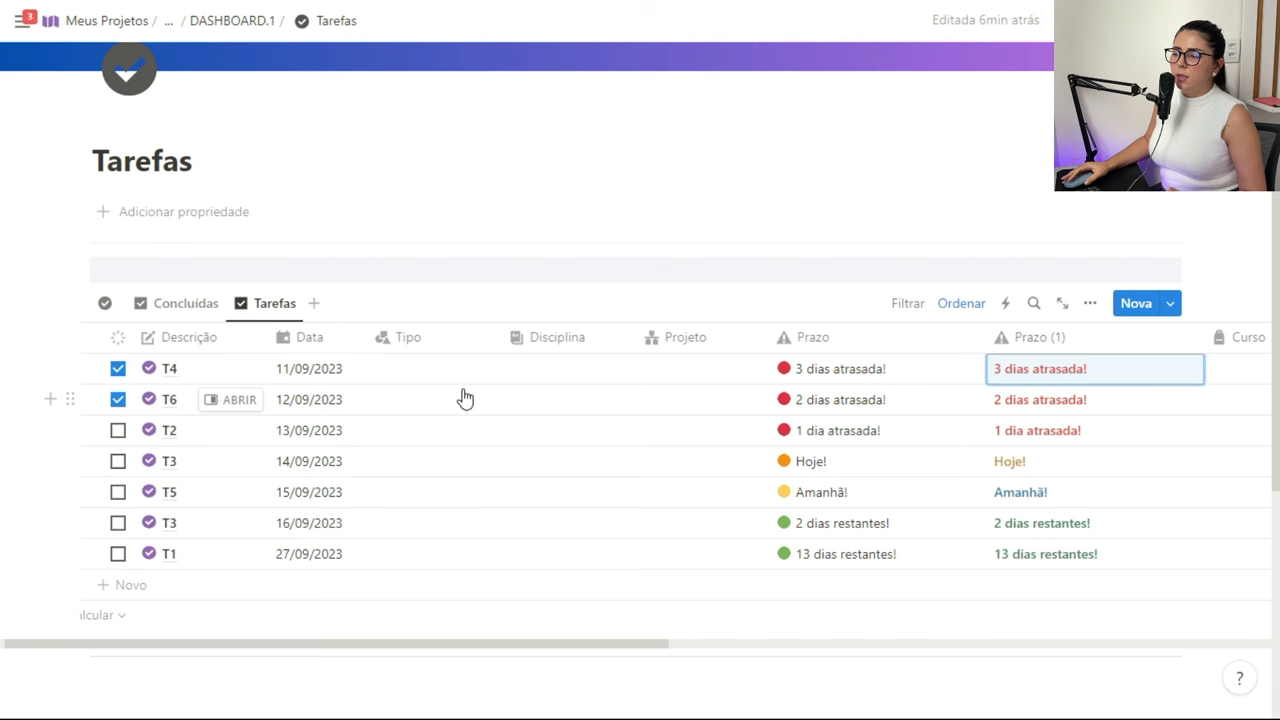 3 Meus Projetos / ... / DASHBOARD.1 / Tarefas Editada 6min atrás
Tarefas
Adicionar propriedade
Concluídas Tarefas Filtrar Ordenar Nova
Descrição Data Tipo Disciplina Projeto Prazo Prazo (1) Curso
T4 11/09/2023 3 dias atrasada! 3 dias atrasada!
T6 ABRIR 12/09/2023 2 dias atrasada! 2 dias atrasada!
T2 13/09/2023 1 dia atrasada! 1 dia atrasada!
T3 14/09/2023 Hoje! Hoje!
T5 15/09/2023 Amanhã! Amanhã!
T3 16/09/2023 2 dias restantes! 2 dias restantes!
T1 27/09/2023 13 dias restantes! 13 dias restantes!
Novo
lcular
?